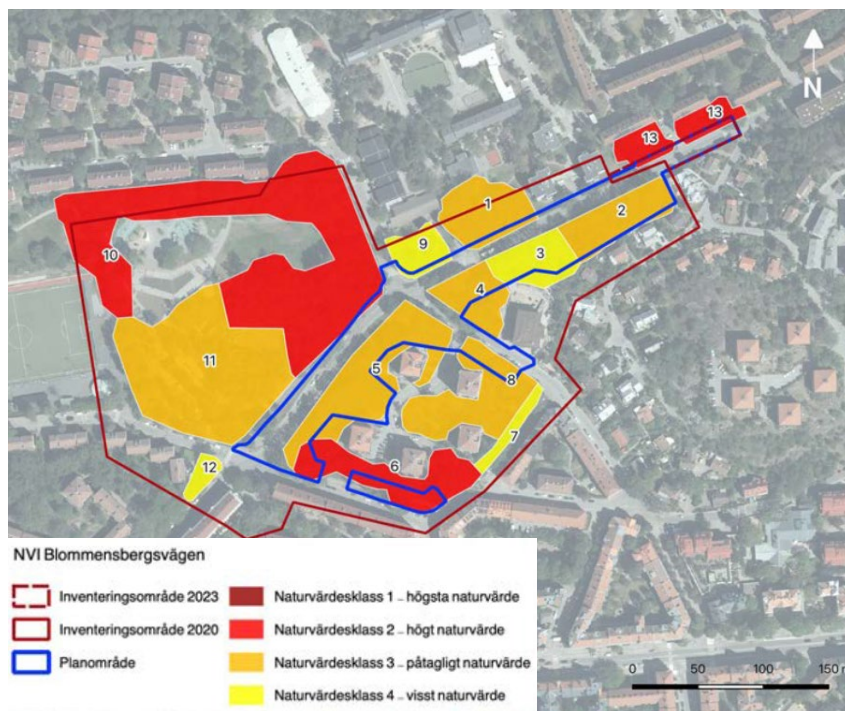 N
13
13
1
2
9
3
10
4
11
5
8
7
12
6
NVI Blommensbergsvägen
Inventeringsområde 2023
Naturvärdesklass 1 - högsta naturvärde
Inventeringsområde 2020
Naturvärdesklass 2 - högt naturvärde
Planområde
Naturvärdesklass 3 - påtagligt naturvärde
Naturvärdesklass 4 - visst naturvärde
0 50 100 150 m